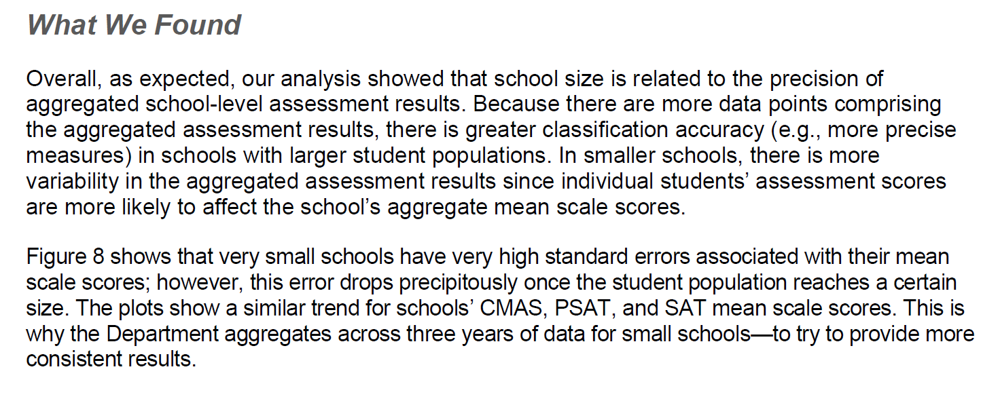 What We Found
Overall, as expected, our analysis showed that school size is related to the precision of
aggregated school-level assessment results. Because there are more data points comprising
the aggregated assessment results, there is greater classification accuracy (e.g., more precise
measures) in schools with larger student populations. In smaller schools, there is more
variability in the aggregated assessment results since individual students’ assessment scores
are more likely to affect the school’s aggregate mean scale scores.
Figure 8 shows that very small schools have very high standard errors associated with their mean
scale scores; however, this error drops precipitously once the student population reaches a certain
size. The plots show a similar trend for schools’ CMAS, PSAT, and SAT mean scale scores. This is
why the Department aggregates across three years of data for small schools—to try to provide more
consistent results.